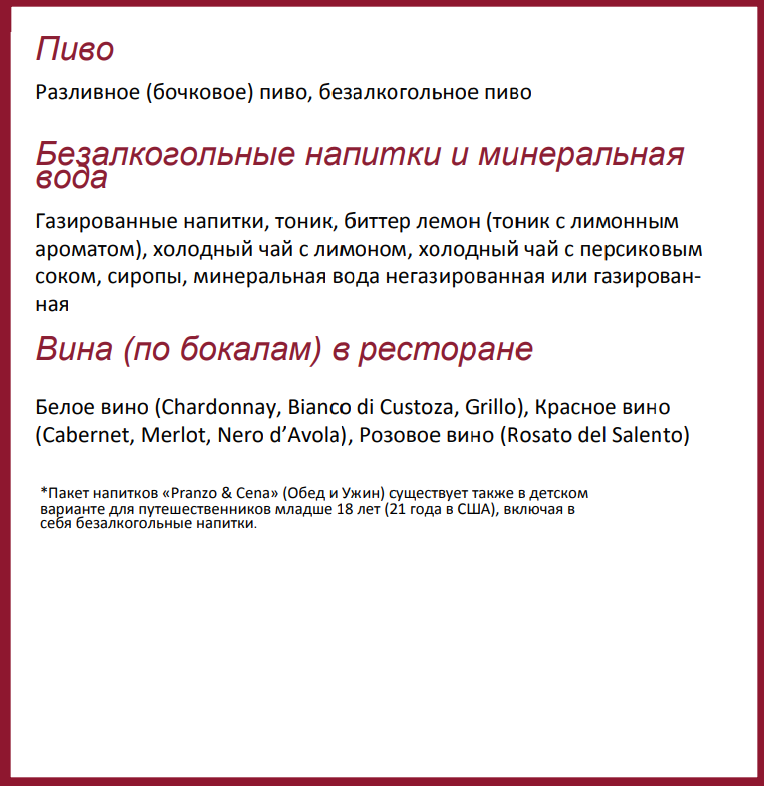 Пиво
Разливное (бочковое) пиво, безалкогольное пиво
Безалкогольные напитки и минеральная
вода
Газированные напитки, тоник, биттер лемон (тоник с лимонным
ароматом), холодный чай с лимоном, холодный чай с персиковым
соком, сиропы, минеральная вода негазированная или газирован-
ная
Вина (по бокалам) в ресторане
Белое вино (Chardonnay, Bianco di Custoza, Grillo), Красное вино
(Cabernet, Merlot, Nero d’Avola), Розовое вино (Rosato del Salento)
*Пакет напитков «Pranzo & Cena» (Обед и Ужин) существует также в детском
варианте для путешественников младше 18 лет (21 года в США), включая в
себя безалкогольные напитки.